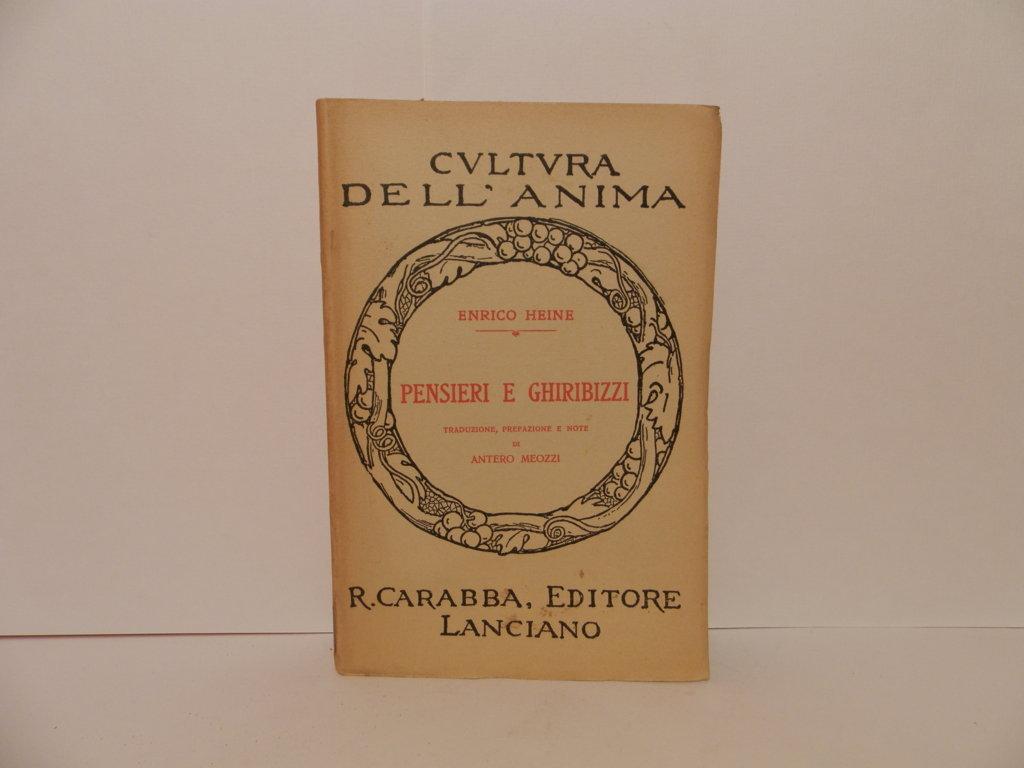 CVLTVRA
DELL' ANIMA
ENRICO HEINE
PENSIERI E GHIRIBIZZI
TRADUZIONE, PREFAZIONE E NOTE
DI
ANTERO MEOZZI
R. CARABBA, EDITORE
LANCIANO